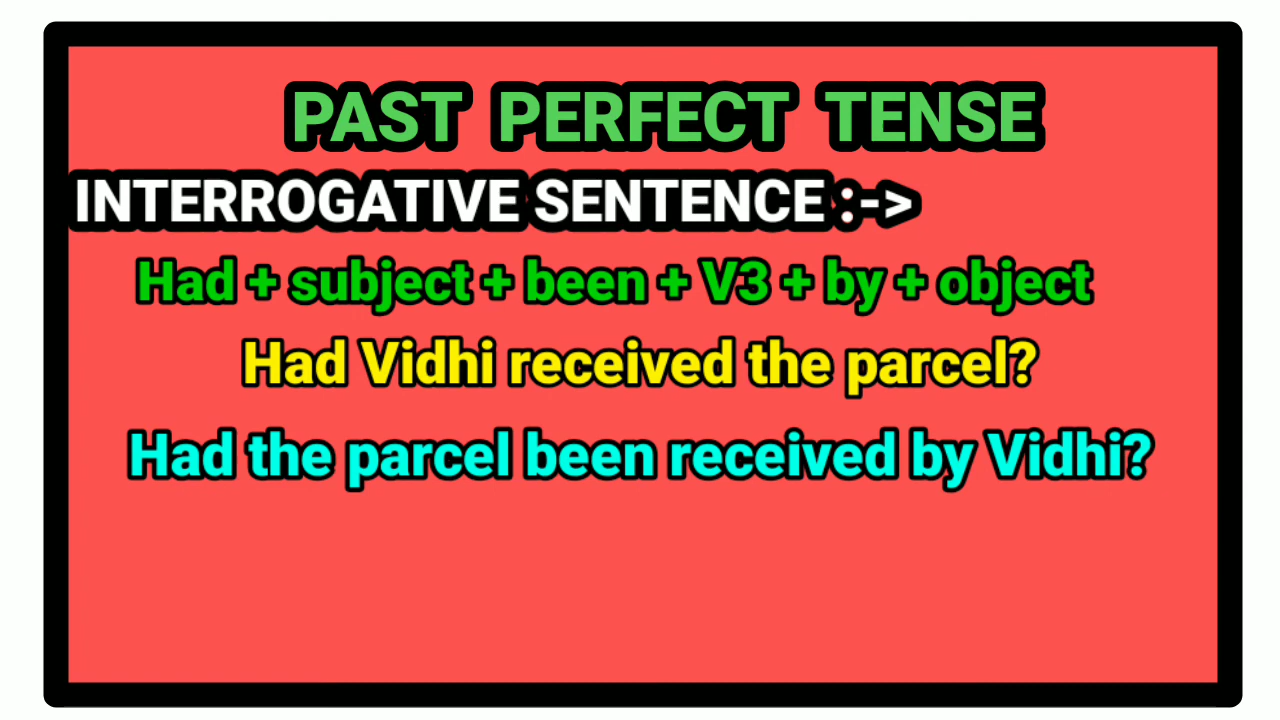 PAST PERFECT TENSE
INTERROGATIVE SENTENCE :->
Had + subject + been + V3 + by + object
Had Vidhi received the parcel?
Had the parcel been received by Vidhi?